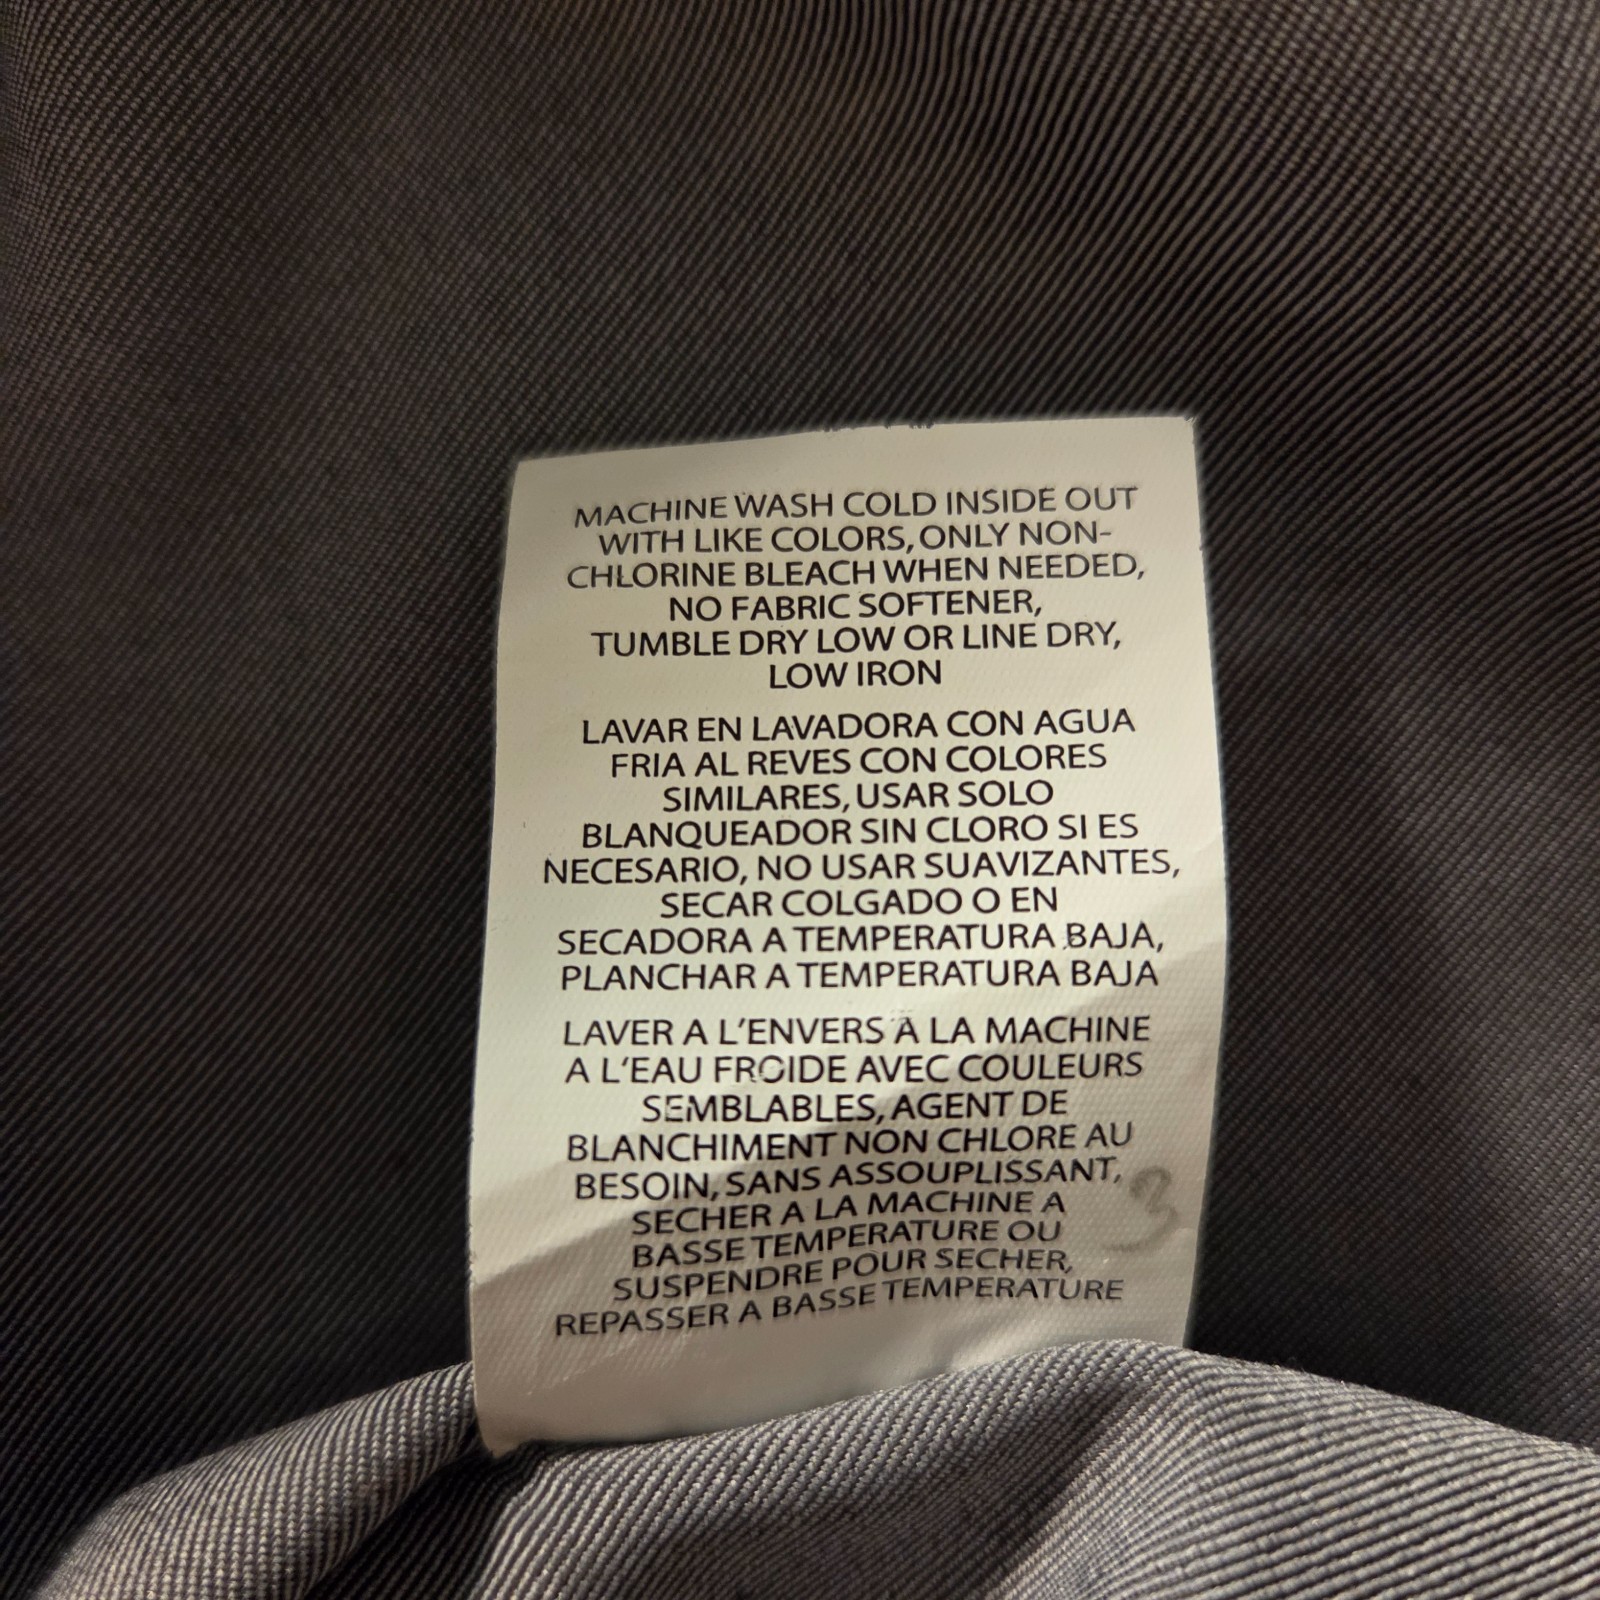 MACHINE WASH COLD INSIDE OUT
WITH LIKE COLORS, ONLY NON-
CHLORINE BLEACH WHEN NEEDED,
NO FABRIC SOFTENER,
TUMBLE DRY LOW OR LINE DRY,
LOW IRON
LAVAR EN LAVADORA CON AGUA
FRIA AL REVES CON COLORES
SIMILARES, USAR SOLO
BLANQUEADOR SIN CLORO SI ES
NECESARIO, NO USAR SUAVIZANTES,
SECAR COLGADO O EN
SECADORA A TEMPERATURA BAJA,
PLANCHAR A TEMPERATURA BAJA
LAVER A L'ENVERS À LA MACHINE
A L'EAU FROIDE AVEC COULEURS
SEMBLABLES, AGENT DE
BLANCHIMENT NON CHLORE AU
BESOIN, SANS ASSOUPLISSANT,
SECHER A LA MACHINE A
BASSE TEMPERATURE OU
SUSPENDRE POUR SECHER,
REPASSER A BASSE TEMPERATURE
3